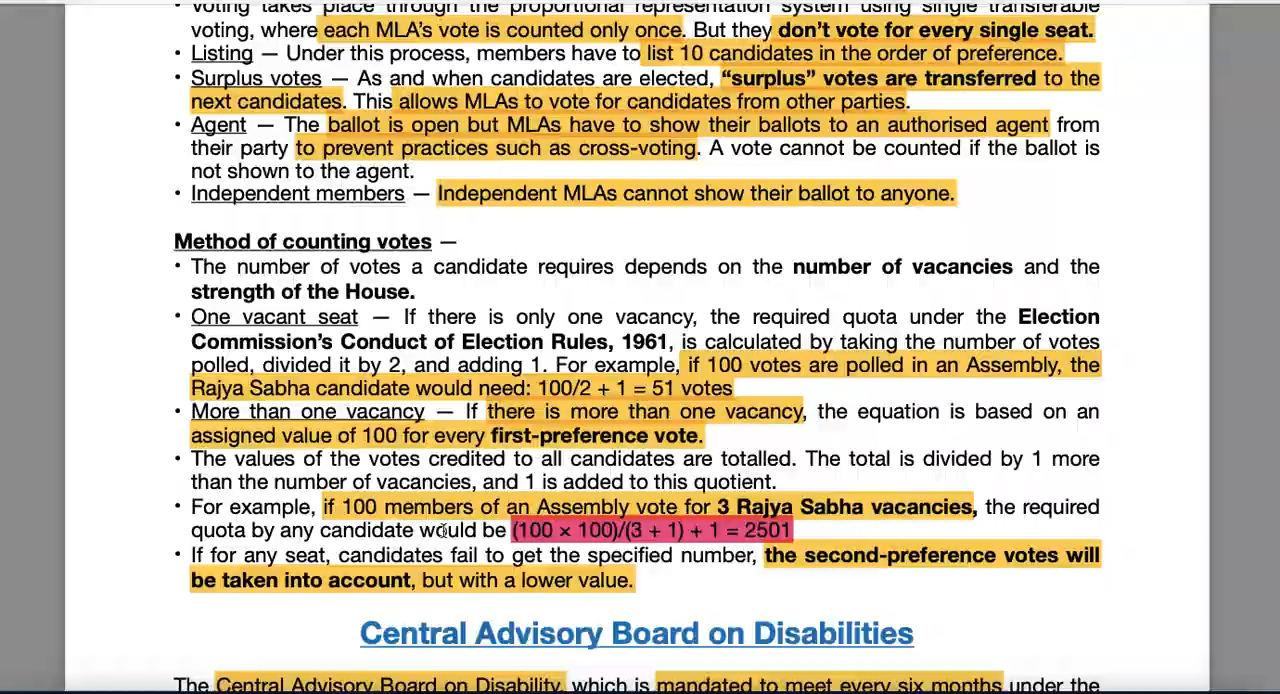 • Voting takes place through the proportional representation system using single transferable
voting, where each MLA's vote is counted only once. But they don't vote for every single seat.
• Listing — Under this process, members have to list 10 candidates in the order of preference.
• Surplus votes — As and when candidates are elected, “surplus” votes are transferred to the
next candidates. This allows MLAs to vote for candidates from other parties.
• Agent — The ballot is open but MLAs have to show their ballots to an authorised agent from
their party to prevent practices such as cross-voting. A vote cannot be counted if the ballot is
not shown to the agent.
• Independent members — Independent MLAs cannot show their ballot to anyone.
Method of counting votes —
• The number of votes a candidate requires depends on the number of vacancies and the
strength of the House.
• One vacant seat — If there is only one vacancy, the required quota under the Election
Commission's Conduct of Election Rules, 1961, is calculated by taking the number of votes
polled, divided it by 2, and adding 1. For example, if 100 votes are polled in an Assembly, the
Rajya Sabha candidate would need: 100/2 + 1 = 51 votes
• More than one vacancy — If there is more than one vacancy, the equation is based on an
assigned value of 100 for every first-preference vote.
• The values of the votes credited to all candidates are totalled. The total is divided by 1 more
than the number of vacancies, and 1 is added to this quotient.
• For example, if 100 members of an Assembly vote for 3 Rajya Sabha vacancies, the required
quota by any candidate would be (100 × 100)/(3 + 1) + 1 = 2501
• If for any seat, candidates fail to get the specified number, the second-preference votes will
be taken into account, but with a lower value.
Central Advisory Board on Disabilities
The Central Advisory Board on Disability, which is mandated to meet every six months under the